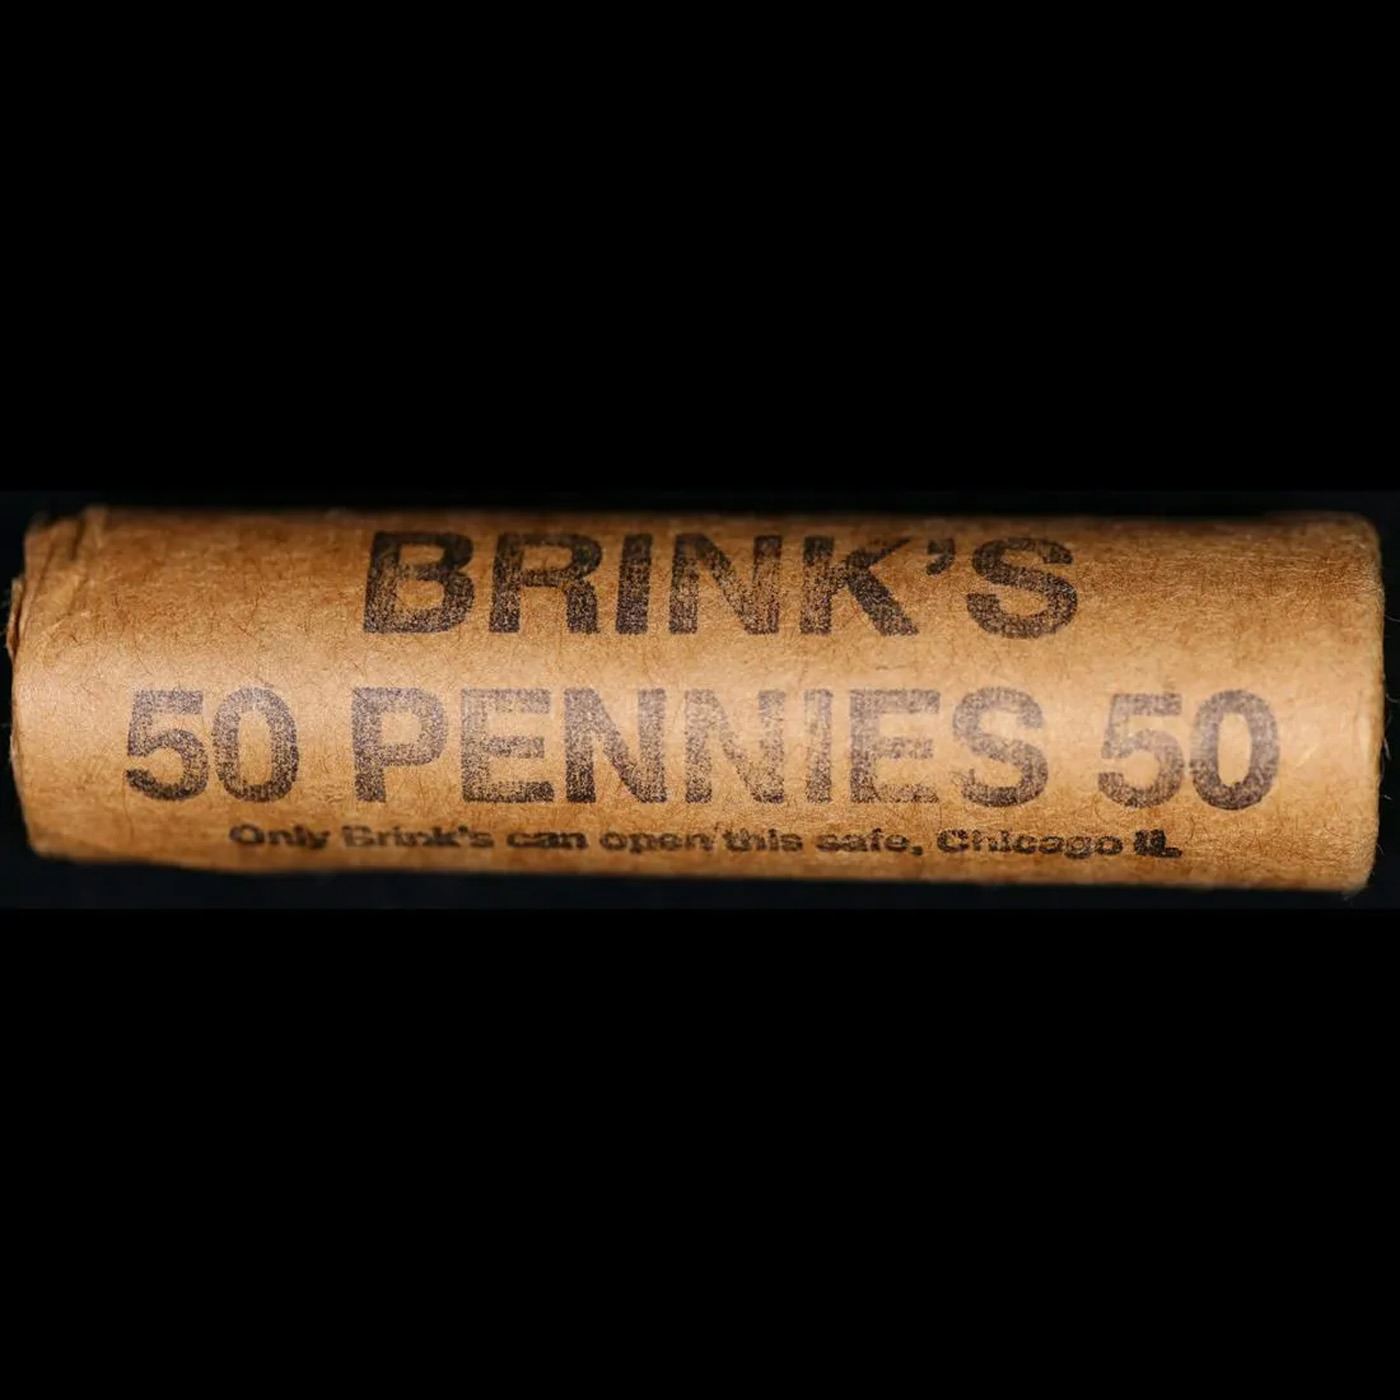 BRINK'S
50 PENNIES 50
Only Brink's can open this safe, Chicago IL